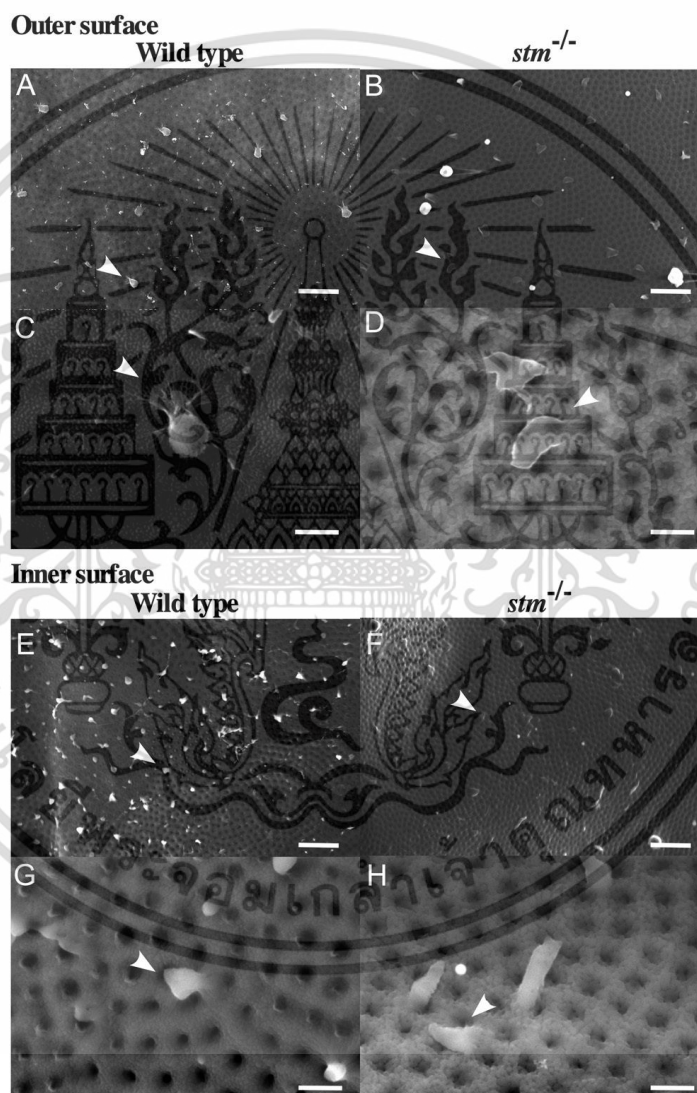 Outer surface
Wild type stm-/-
A B
C D
Inner surface
Wild type stm-/-
E F
G H